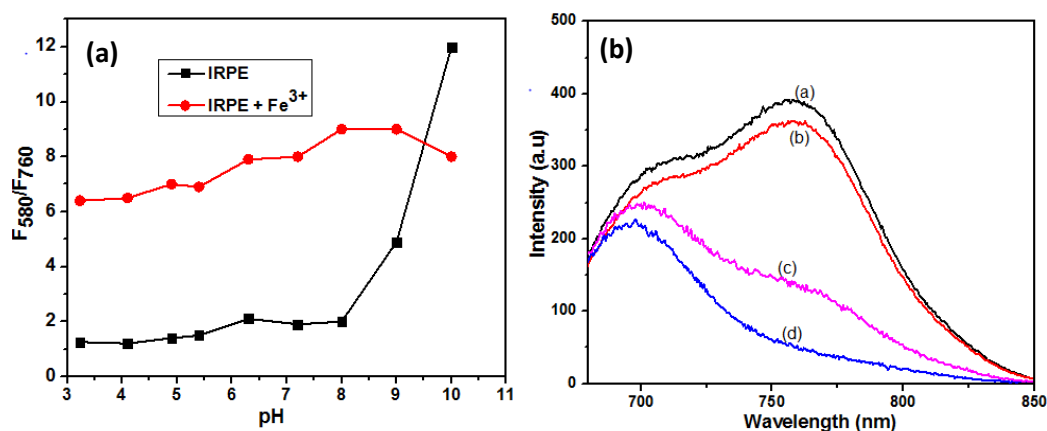 (a)
IRPE
IRPE + Fe³⁺
F₅₈₀/F₇₆₀
12
10
8
6
4
2
0
3 4 5 6 7 8 9 10 11
pH
(b)
(a)
(b)
(c)
(d)
Intensity (a.u)
500
400
300
200
100
0
700 750 800 850
Wavelength (nm)